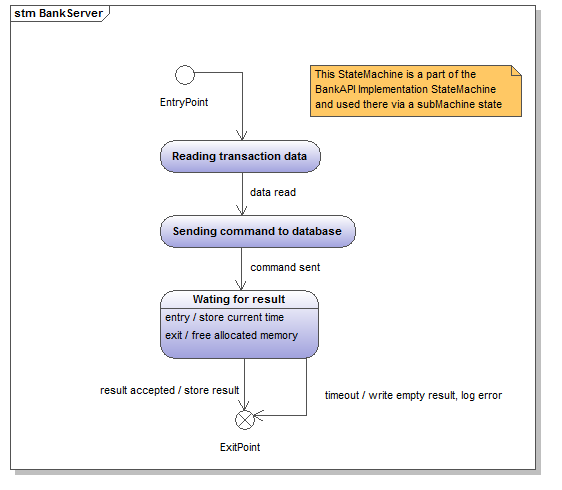 stm BankServer
This StateMachine is a part of the
BankAPI Implementation StateMachine
and used there via a subMachine state
EntryPoint
Reading transaction data
data read
Sending command to database
command sent
Wating for result
entry / store current time
exit / free allocated memory
result accepted / store result
timeout / write empty result, log error
ExitPoint